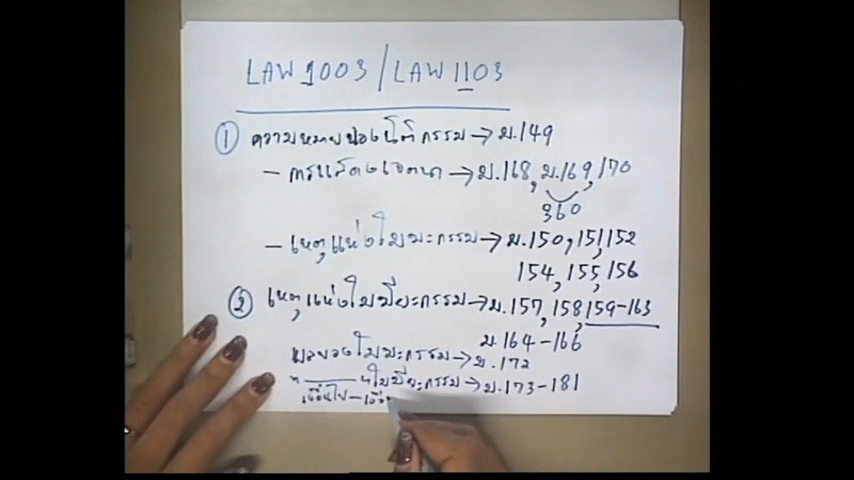 LAW 1003 / LAW 1103
① ความหมายของนิติกรรม → ม.149
- การแสดงเจตนา → ม.168, ม.169, 170
360
- เหตุแห่งโมฆะกรรม → ม.150, 151, 152
154, 155, 156
② เหตุแห่งโมฆียะกรรม → ม.157, 158, 159-163
ม.164-166
ผลของโมฆะกรรม → ม.172
" ——— "โมฆียะกรรม → ม.173-181
เงื่อนไข -